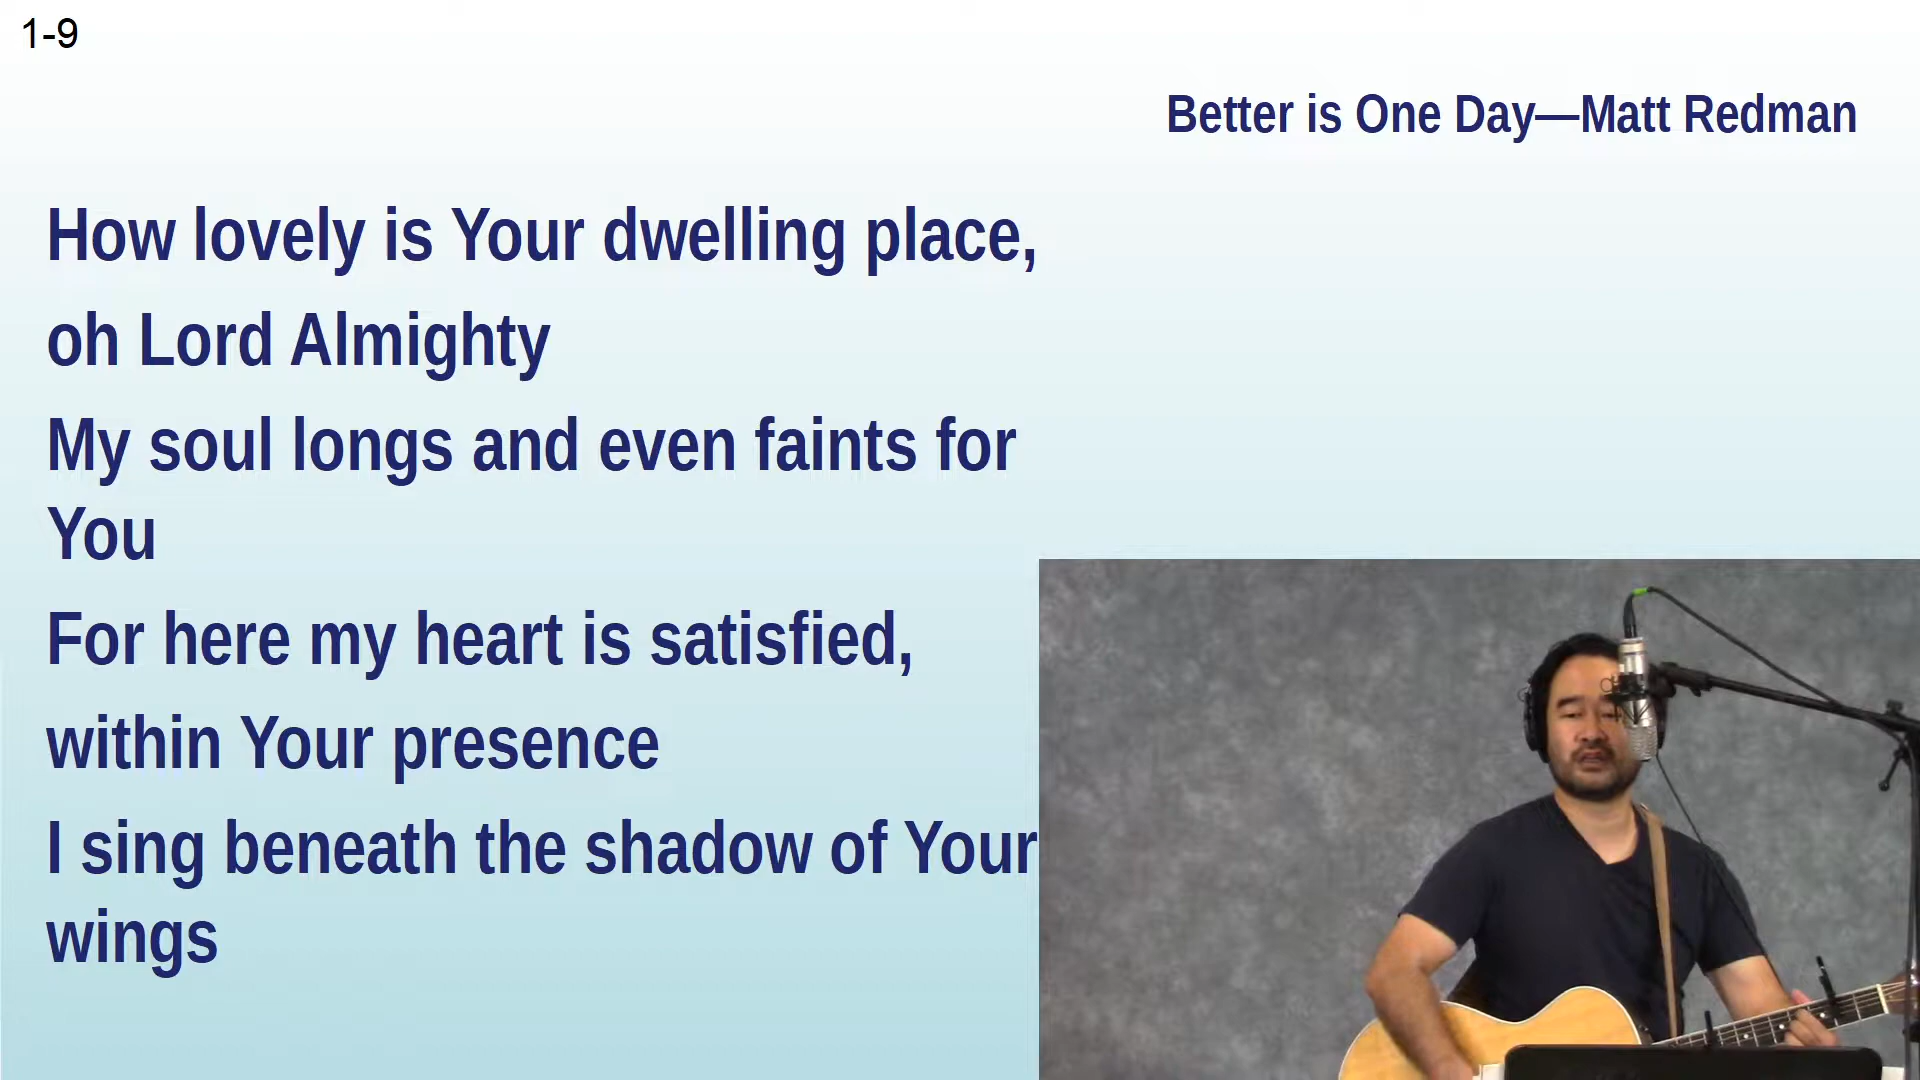 1-9
Better is One Day—Matt Redman
How lovely is Your dwelling place,
oh Lord Almighty
My soul longs and even faints for
You
For here my heart is satisfied,
within Your presence
I sing beneath the shadow of Your
wings